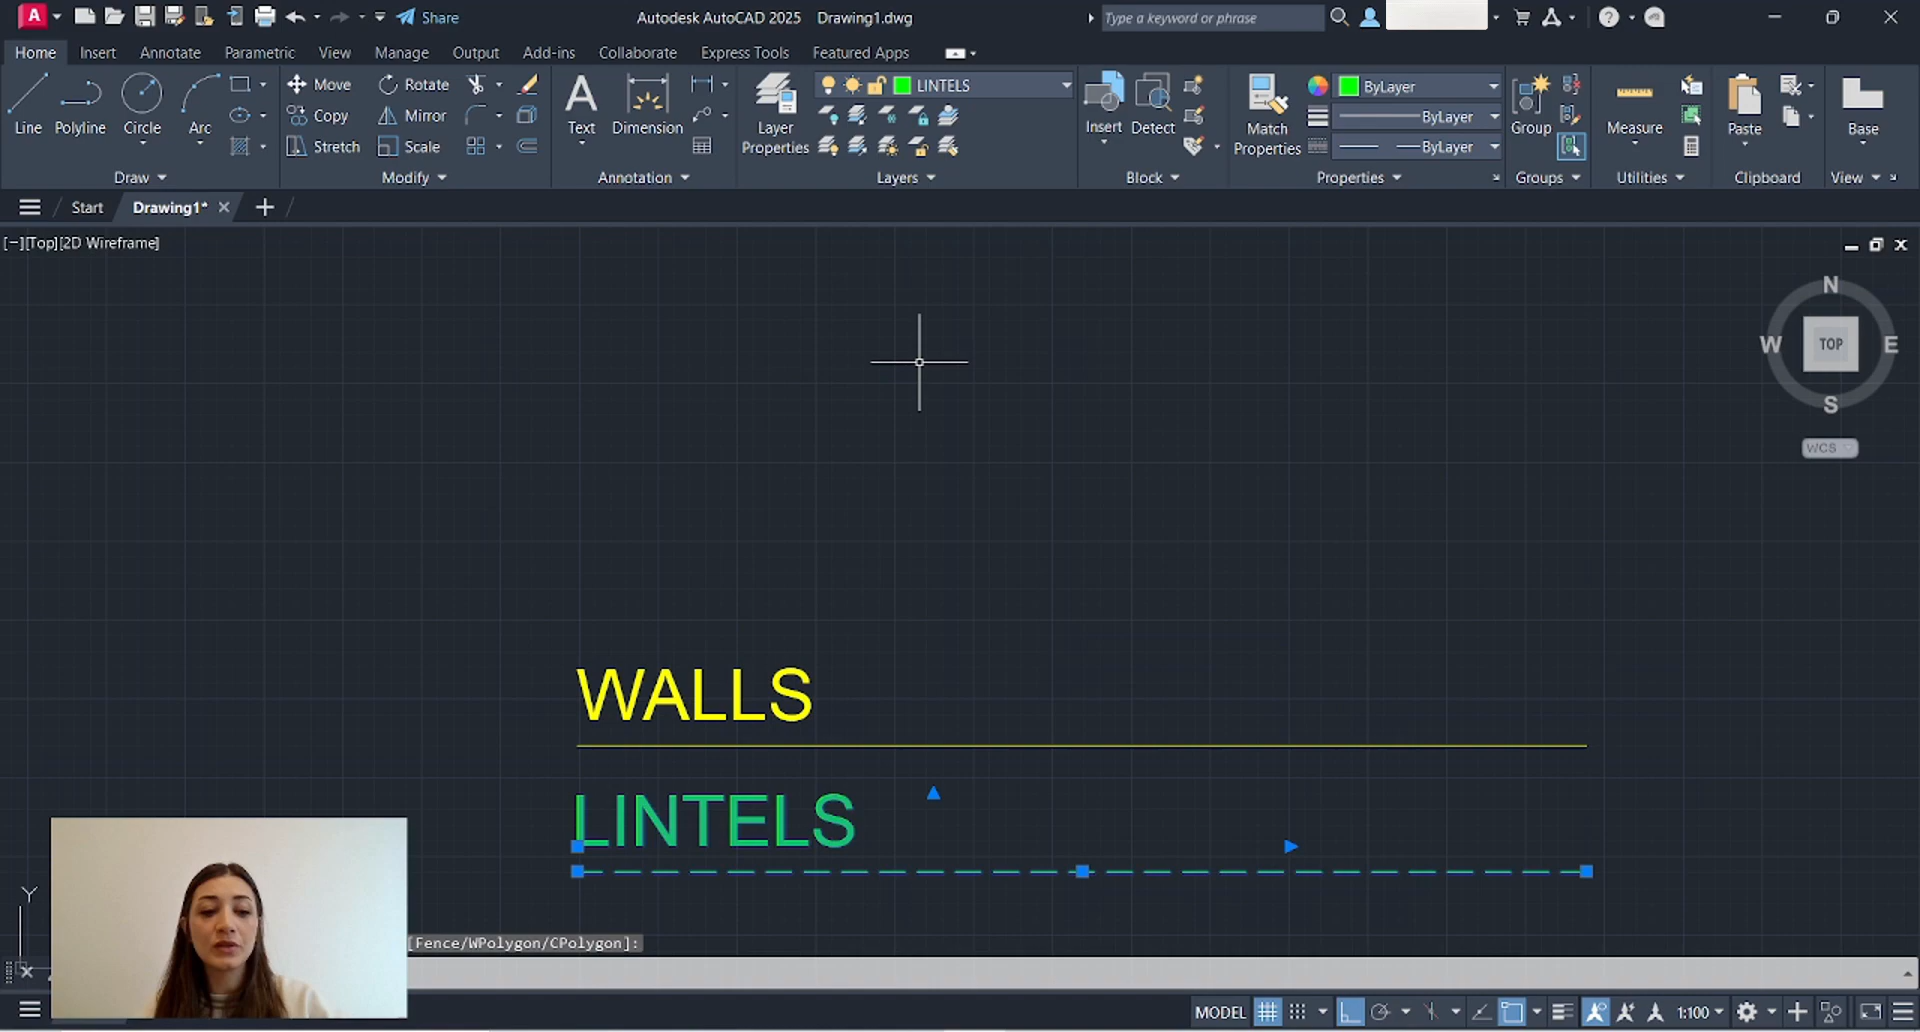 A Share Autodesk AutoCAD 2025 Drawing1.dwg Type a keyword or phrase
Home Insert Annotate Parametric View Manage Output Add-ins Collaborate Express Tools Featured Apps
Line Polyline Circle Arc
Move Rotate
Copy Mirror
Stretch Scale
A Text Dimension
Layer Properties
LINTELS
Insert Detect
Match Properties
ByLayer
ByLayer
ByLayer
Group
Measure
Paste
Base
Draw Modify Annotation Layers Block Properties Groups Utilities Clipboard View
Start Drawing1*
[−][Top][2D Wireframe]
N
W TOP E
S
WCS
WALLS
LINTELS
Y
[Fence/WPolygon/CPolygon]:
MODEL 1:100